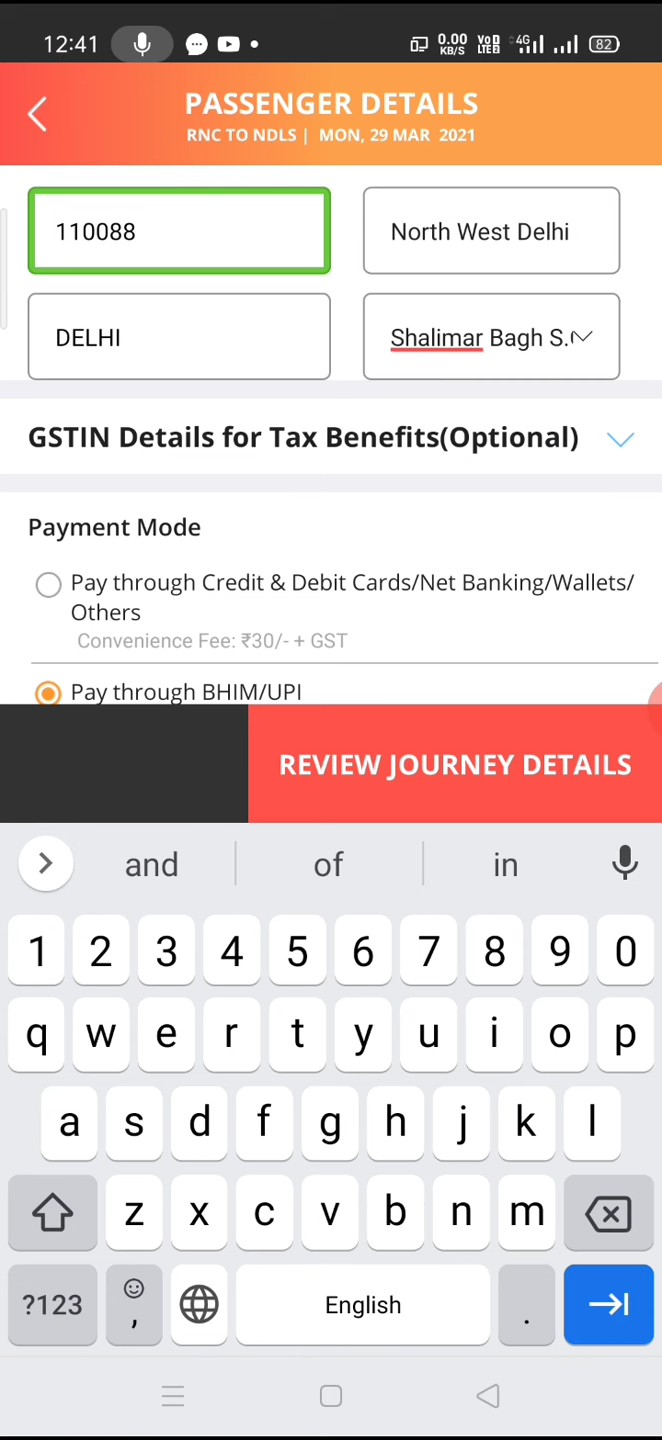 12:41 0.00 KB/S VoD LTE 4G 82
PASSENGER DETAILS
RNC TO NDLS | MON, 29 MAR 2021
110088 North West Delhi
DELHI Shalimar Bagh S.
GSTIN Details for Tax Benefits(Optional)
Payment Mode
Pay through Credit & Debit Cards/Net Banking/Wallets/
Others
Convenience Fee: ₹30/- + GST
Pay through BHIM/UPI
REVIEW JOURNEY DETAILS
and of in
1 2 3 4 5 6 7 8 9 0
q w e r t y u i o p
a s d f g h j k l
z x c v b n m
?123 , English .